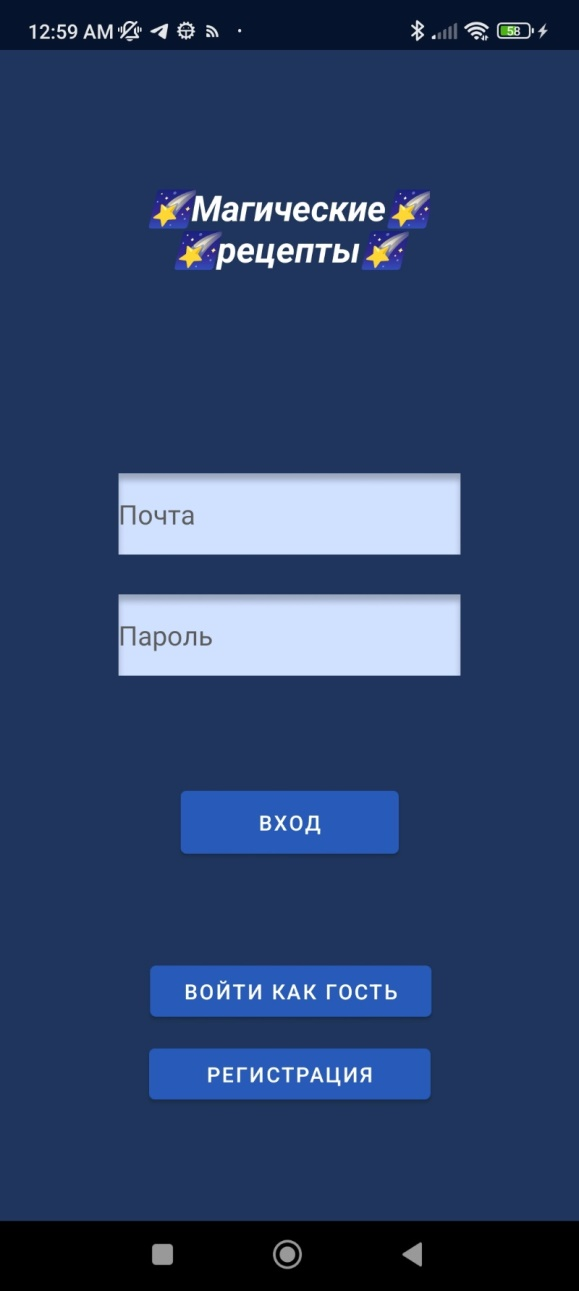 12:59 AM
58
🌠Магические🌠
🌠рецепты🌠
Почта
Пароль
ВХОД
ВОЙТИ КАК ГОСТЬ
РЕГИСТРАЦИЯ